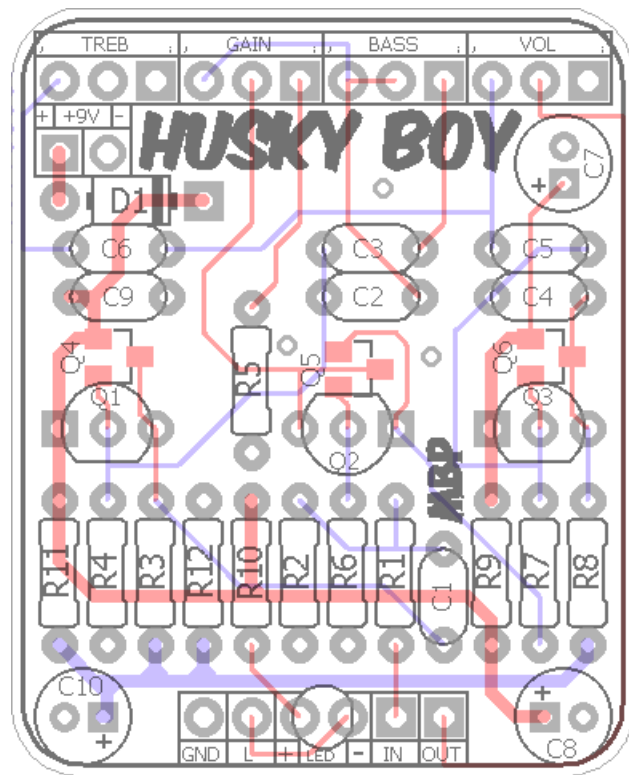 TREB GAIN BASS VOL
+ +9V -
HUSKY BOY
C7
+
D1
C6 C3 C5
C9 C2 C4
Q4 Q5 Q6
R5
Q1 Q2 Q3
MBP
R11 R4 R3 R12 R10 R2 R6 R1 C1 R9 R7 R8
C10 + + C8
GND L + LED - IN OUT